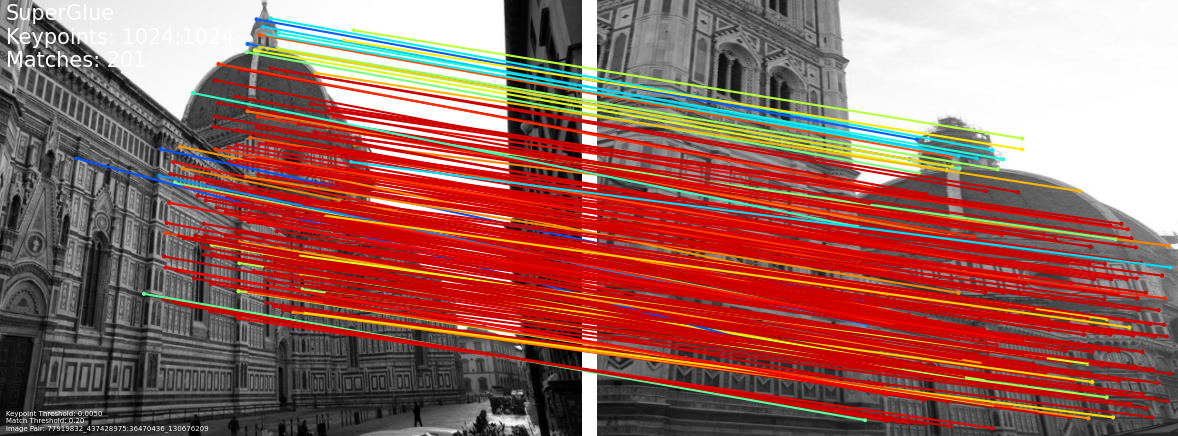 SuperGlue
Keypoints: 1024:1024
Matches: 201
Keypoint Threshold: 0.0050
Match Threshold: 0.20
Image Pair: 77919832_437428975:36470436_130676209